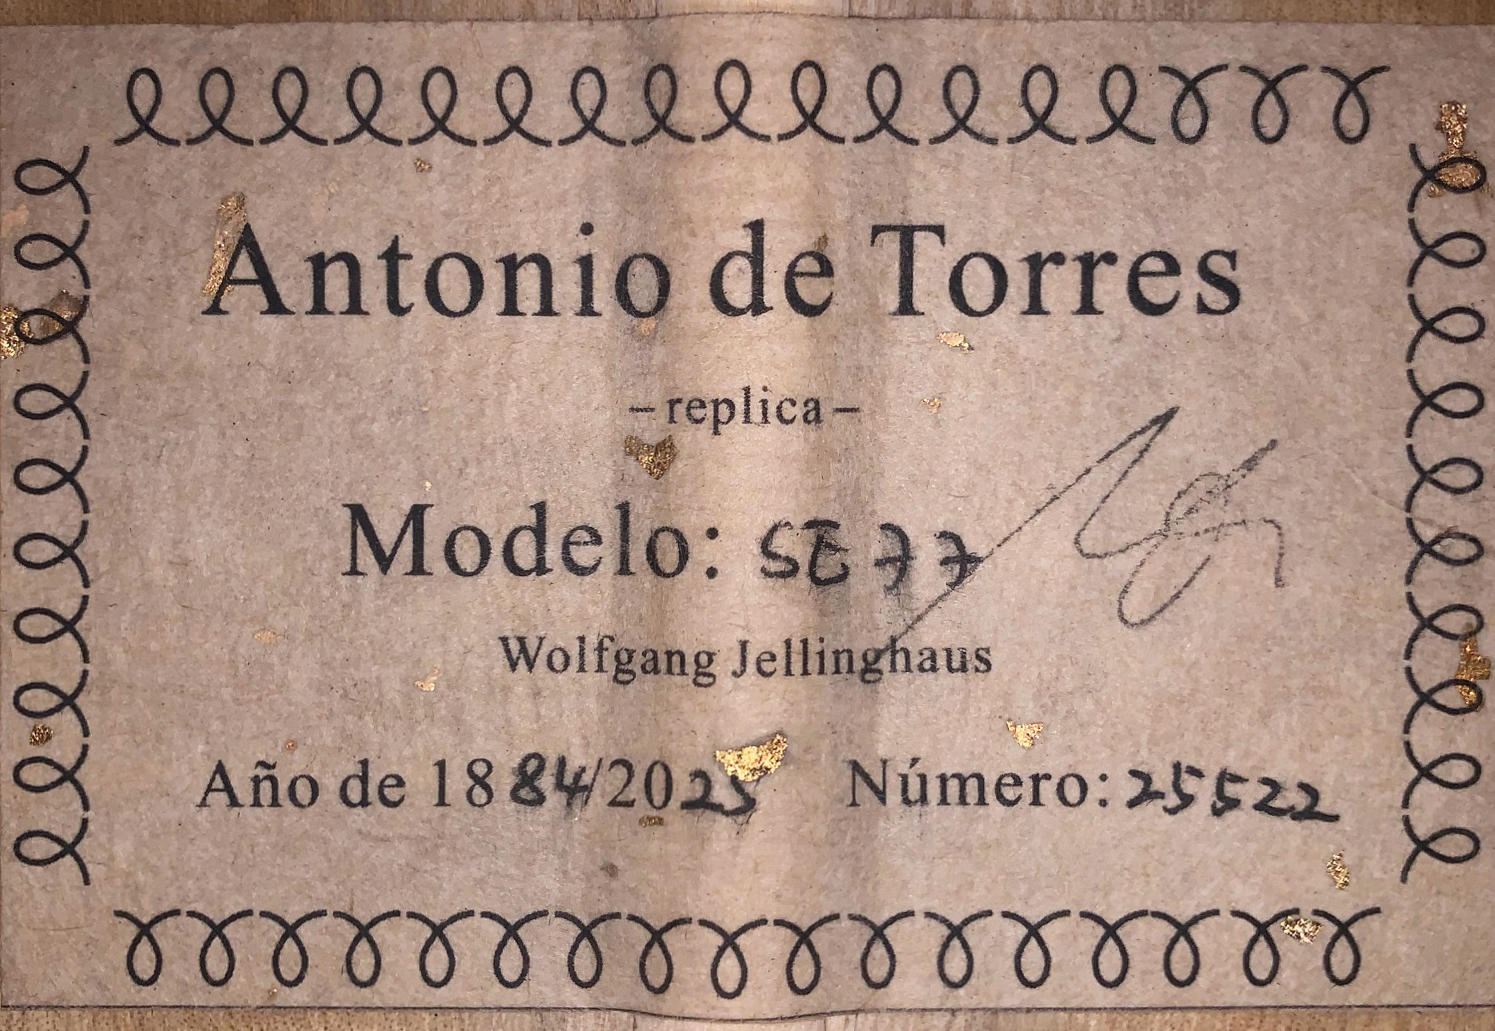 Antonio de Torres
–replica–
Modelo: SE 77
Wolfgang Jellinghaus
Año de 1884/2025 Número: 25522